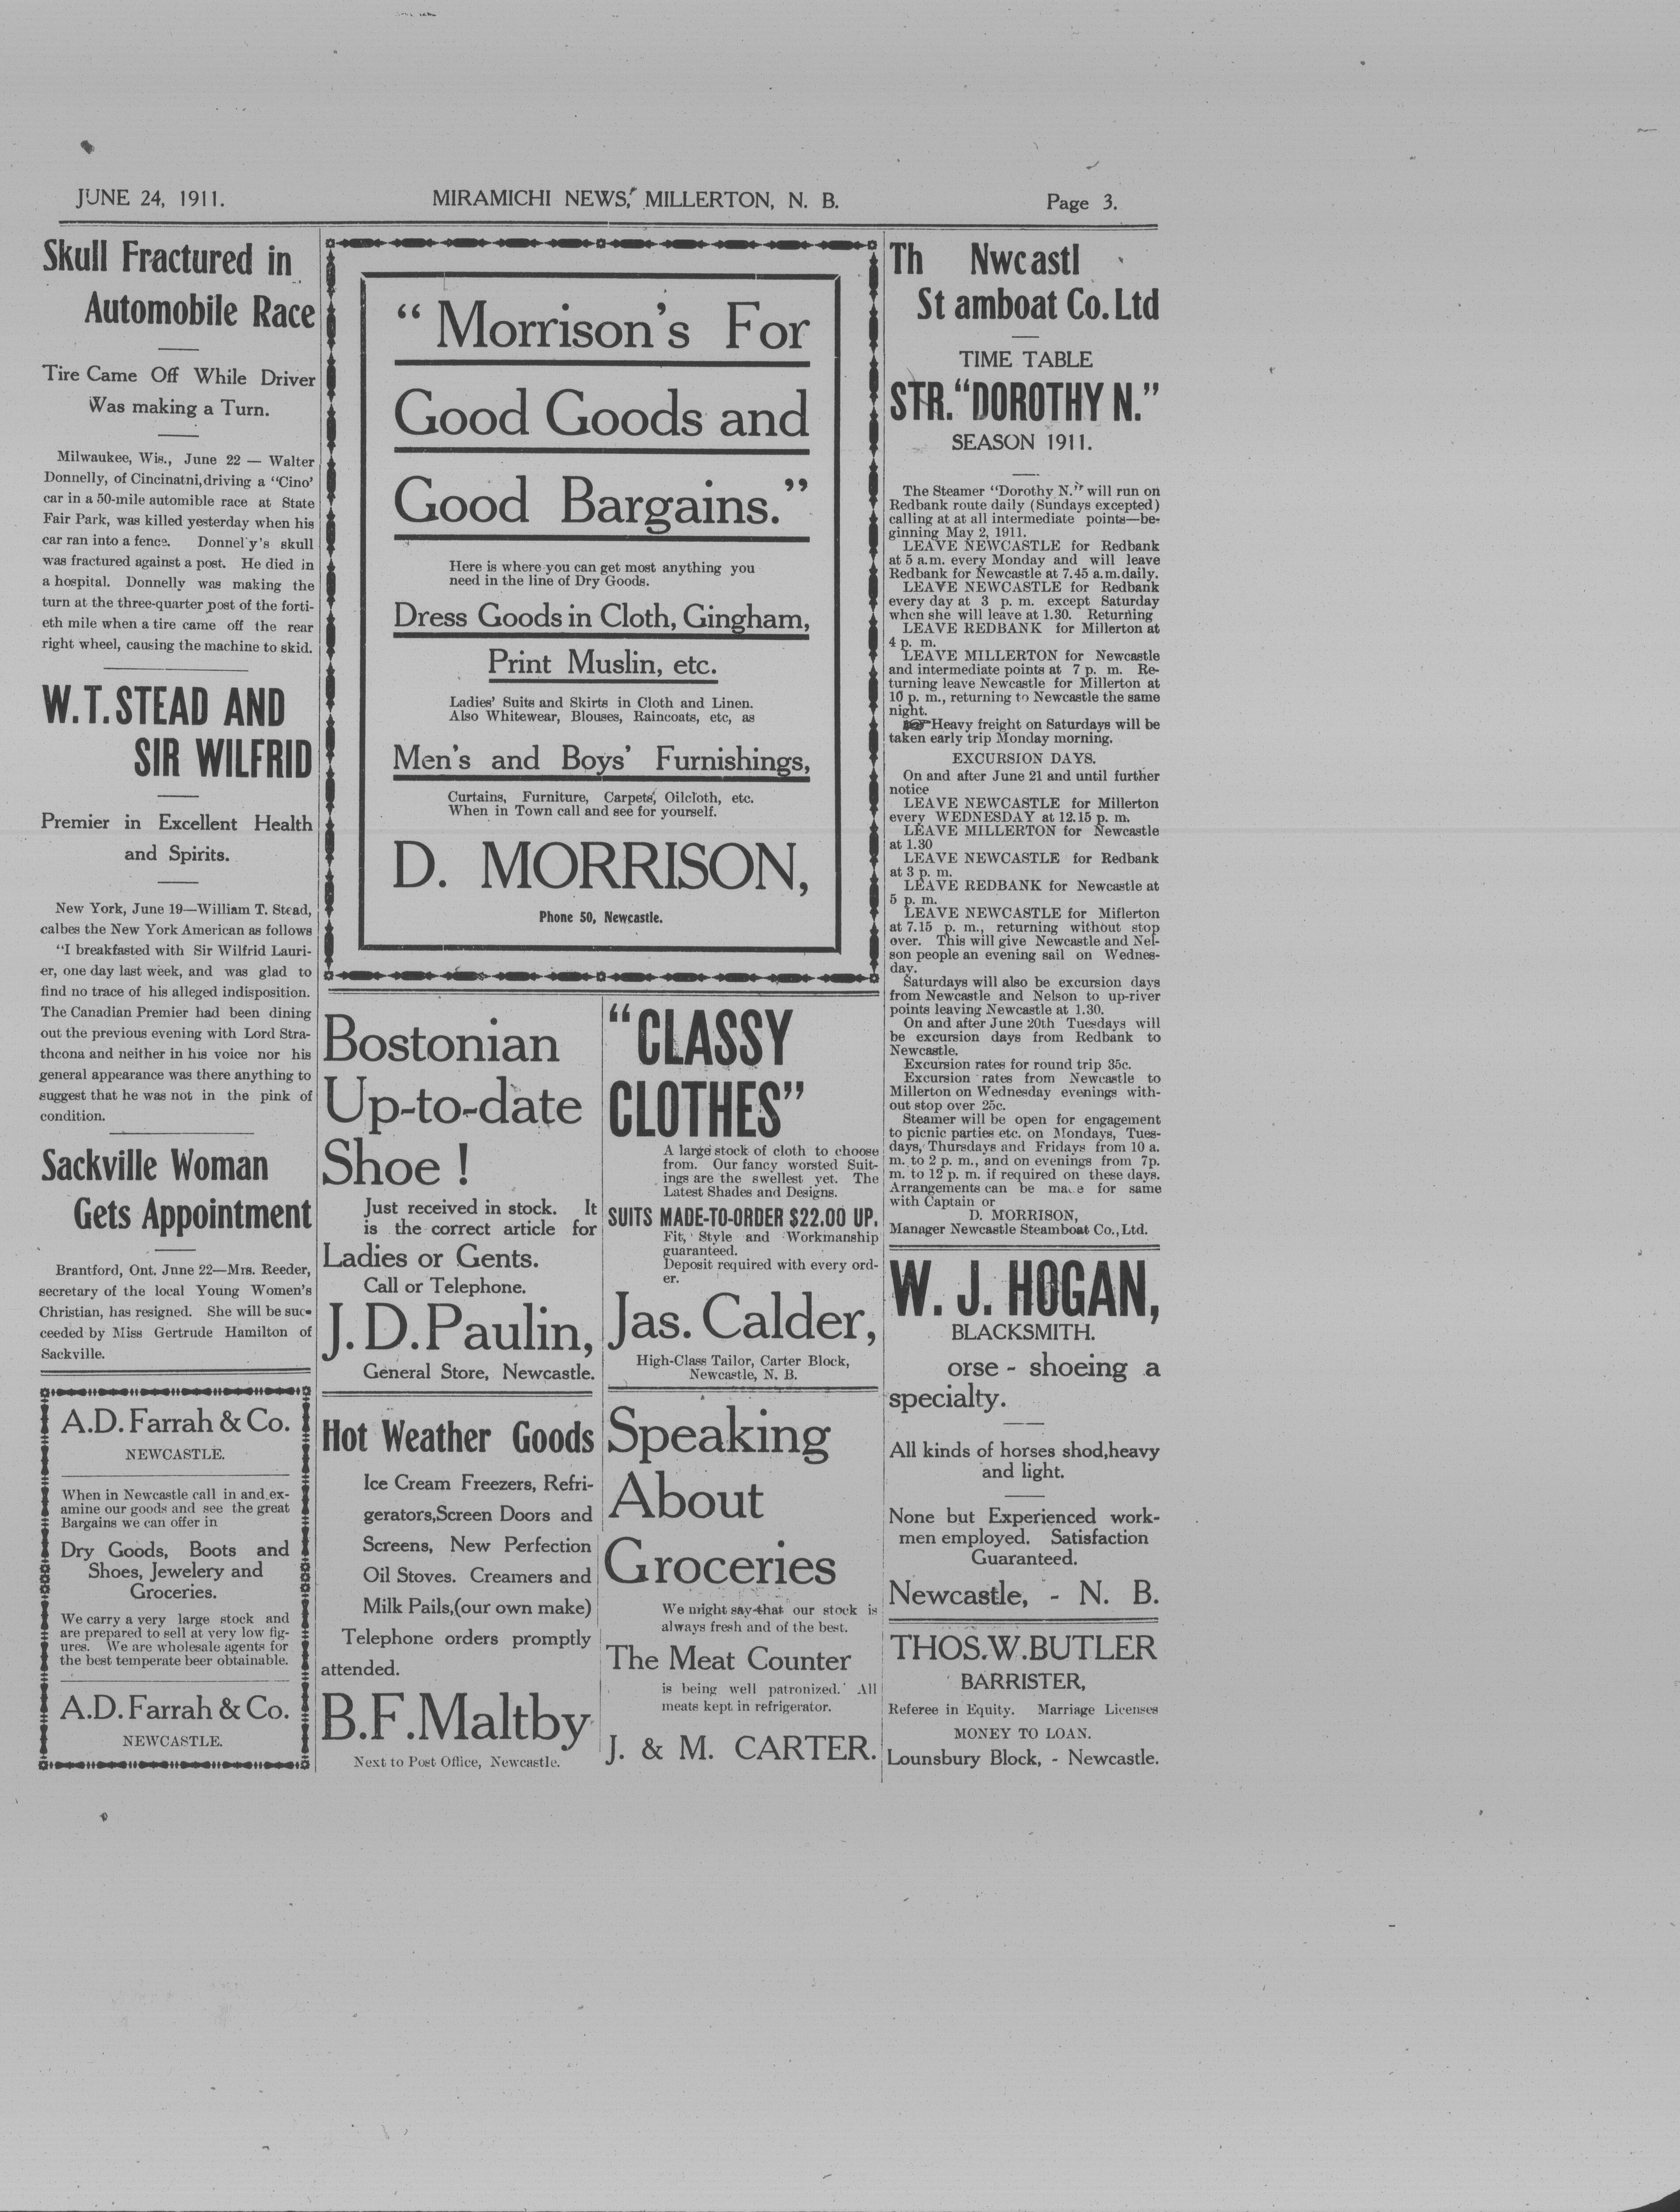 JUNE 24, 1911.
MIRAMICHI NEWS, MILLERTON, N. B.
Page 3.
Skull Fractured in
Automobile Race
Tire Came Off While Driver
Was making a Turn.
Milwaukee, Wis., June 22 — Walter
Donnelly, of Cincinatni,driving a "Cino'
car in a 50-mile automible race at State
Fair Park, was killed yesterday when his
car ran into a fence. Donnel y's skull
was fractured against a post. He died in
a hospital. Donnelly was making the
turn at the three-quarter post of the forti-
eth mile when a tire came off the rear
right wheel, causing the machine to skid.
W. T. STEAD AND
SIR WILFRID
Premier in Excellent Health
and Spirits.
New York, June 19—William T. Stead,
calbes the New York American as follows
"I breakfasted with Sir Wilfrid Lauri-
er, one day last week, and was glad to
find no trace of his alleged indisposition.
The Canadian Premier had been dining
out the previous evening with Lord Stra-
thcona and neither in his voice nor his
general appearance was there anything to
suggest that he was not in the pink of
condition.
Sackville Woman
Gets Appointment
Brantford, Ont. Jnne 22—Mrs. Reeder,
secretary of the local Young Women's
Christian, has resigned. She will be suc-
ceeded by Miss Gertrude Hamilton of
Sackville.
A.D. Farrah & Co.
NEWCASTLE.
When in Newcastle call in and ex-
amine our goods and see the great
Bargains we can offer in
Dry Goods, Boots and
Shoes, Jewelery and
Groceries.
We carry a very large stock and
are prepared to sell at very low fig-
ures. We are wholesale agents for
the best temperate beer obtainable.
A.D. Farrah & Co.
NEWCASTLE.
"Morrison's For
Good Goods and
Good Bargains."
Here is where you can get most anything you
need in the line of Dry Goods.
Dress Goods in Cloth, Gingham,
Print Muslin, etc.
Ladies' Suits and Skirts in Cloth and Linen.
Also Whitewear, Blouses, Raincoats, etc, as
Men's and Boys' Furnishings,
Curtains, Furniture, Carpets, Oilcloth, etc.
When in Town call and see for yourself.
D. MORRISON,
Phone 50, Newcastle.
Bostonian
Up-to-date
Shoe !
Just received in stock. It
is the correct article for
Ladies or Gents.
Call or Telephone.
J. D. Paulin,
General Store, Newcastle.
Hot Weather Goods
Ice Cream Freezers, Refri-
gerators,Screen Doors and
Screens, New Perfection
Oil Stoves. Creamers and
Milk Pails,(our own make)
Telephone orders promptly
attended.
B.F.Maltby
Next to Post Office, Newcastle.
"CLASSY
CLOTHES"
A large stock of cloth to choose
from. Our fancy worsted Suit-
ings are the swellest yet. The
Latest Shades and Designs.
SUITS MADE-TO-ORDER $22.00 UP.
Fit, Style and Workmanship
guaranteed.
Deposit required with every ord-
er.
Jas. Calder,
High-Class Tailor, Carter Block,
Newcastle, N. B.
Speaking
About
Groceries
We might say that our stock is
always fresh and of the best.
The Meat Counter
is being well patronized. All
meats kept in refrigerator.
J. & M. CARTER.
Th Nwcastl
St amboat Co. Ltd
TIME TABLE
STR. "DOROTHY N."
SEASON 1911.
The Steamer "Dorothy N." will run on
Redbank route daily (Sundays excepted)
calling at at all intermediate points—be-
ginning May 2, 1911.
LEAVE NEWCASTLE for Redbank
at 5 a.m. every Monday and will leave
Redbank for Newcastle at 7.45 a.m.daily.
LEAVE NEWCASTLE for Redbank
every day at 3 p. m. except Saturday
when she will leave at 1.30. Returning
LEAVE REDBANK for Millerton at
4 p. m.
LEAVE MILLERTON for Newcastle
and intermediate points at 7 p. m. Re-
turning leave Newcastle for Millerton at
10 p. m., returning to Newcastle the same
night.
Heavy freight on Saturdays will be
taken early trip Monday morning.
EXCURSION DAYS.
On and after June 21 and until further
notice
LEAVE NEWCASTLE for Millerton
every WEDNESDAY at 12.15 p. m.
LEAVE MILLERTON for Newcastle
at 1.30
LEAVE NEWCASTLE for Redbank
at 3 p. m.
LEAVE REDBANK for Newcastle at
5 p. m.
LEAVE NEWCASTLE for Miflerton
at 7.15 p. m., returning without stop
over. This will give Newcastle and Nel-
son people an evening sail on Wednes-
day.
Saturdays will also be excursion days
from Newcastle and Nelson to up-river
points leaving Newcastle at 1.30.
On and after June 20th Tuesdays will
be excursion days from Redbank to
Newcastle.
Excursion rates for round trip 35c.
Excursion rates from Newcastle to
Millerton on Wednesday evenings with-
out stop over 25c.
Steamer will be open for engagement
to picnic parties etc. on Mondays, Tues-
days, Thursdays and Fridays from 10 a.
m. to 2 p. m., and on evenings from 7p.
m. to 12 p. m. if required on these days.
Arrangements can be made for same
with Captain or
D. MORRISON,
Manager Newcastle Steamboat Co., Ltd.
W. J. HOGAN,
BLACKSMITH.
orse - shoeing a
specialty.
All kinds of horses shod,heavy
and light.
None but Experienced work-
men employed. Satisfaction
Guaranteed.
Newcastle, - N. B.
THOS. W. BUTLER
BARRISTER,
Referee in Equity. Marriage Licenses
MONEY TO LOAN.
Lounsbury Block, - Newcastle.